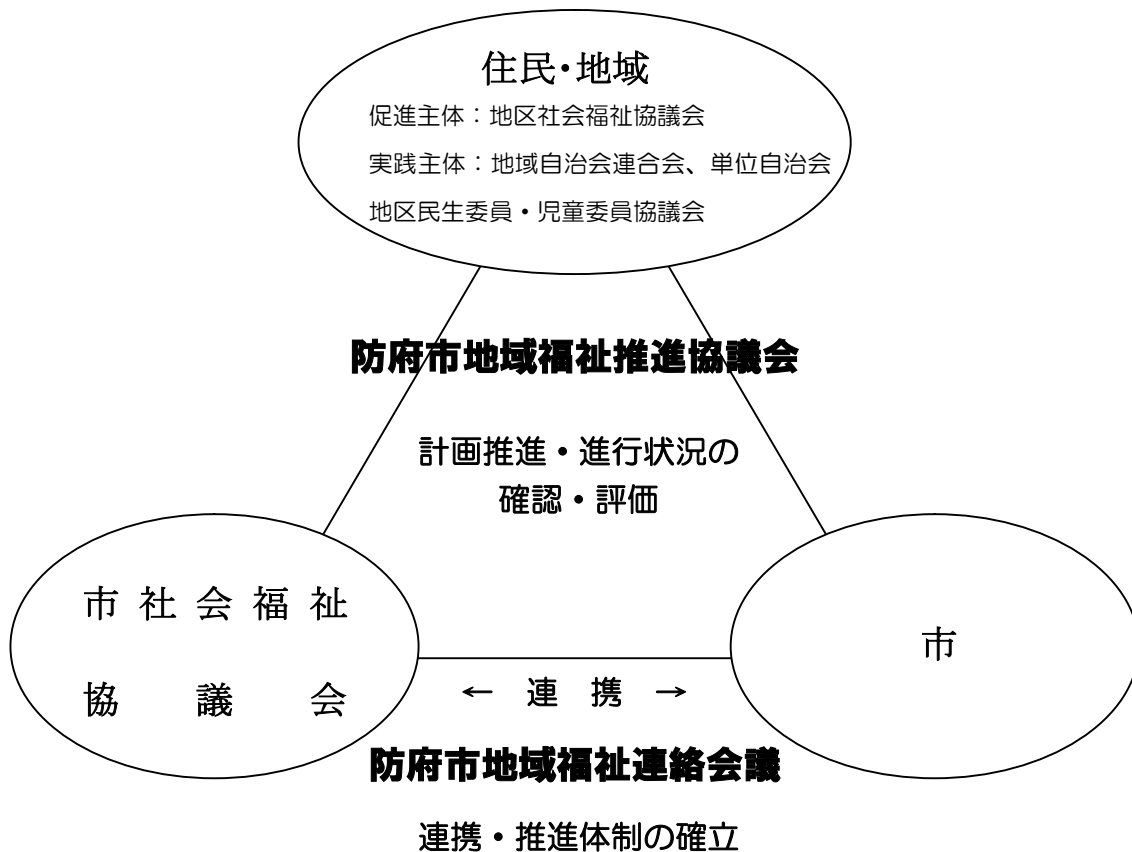 住民・地域
促進主体：地区社会福祉協議会
実践主体：地域自治会連合会、単位自治会
地区民生委員・児童委員協議会
防府市地域福祉推進協議会
計画推進・進行状況の
確認・評価
市社会福祉
協議会
市
← 連携 →
防府市地域福祉連絡会議
連携・推進体制の確立